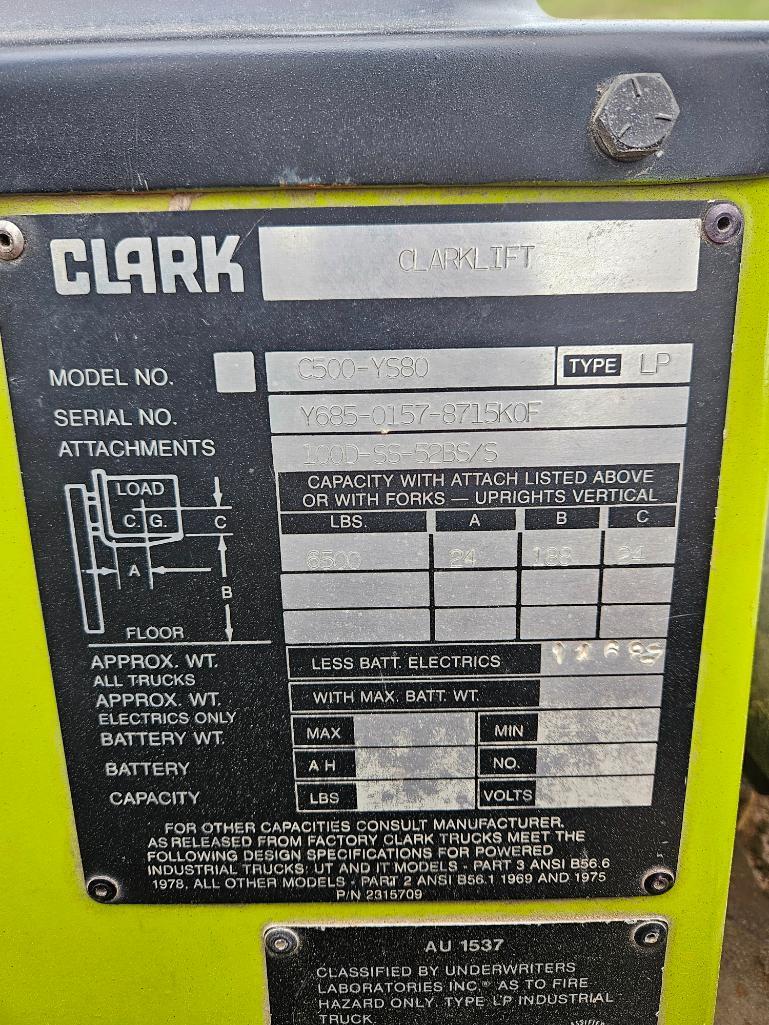 CLARK CLARKLIFT
MODEL NO. C500-YS80 TYPE LP
SERIAL NO. Y685-0157-8715KOF
ATTACHMENTS 100D-SS-52BS/S
CAPACITY WITH ATTACH LISTED ABOVE
OR WITH FORKS — UPRIGHTS VERTICAL
LBS. A B C
6500 24 188 24
LOAD
C. G.
C
A
B
FLOOR
APPROX. WT.
ALL TRUCKS
LESS BATT. ELECTRICS
APPROX. WT.
ELECTRICS ONLY
WITH MAX. BATT. WT.
BATTERY WT. MAX MIN
BATTERY A H NO.
CAPACITY LBS VOLTS
FOR OTHER CAPACITIES CONSULT MANUFACTURER.
AS RELEASED FROM FACTORY CLARK TRUCKS MEET THE
FOLLOWING DESIGN SPECIFICATIONS FOR POWERED
INDUSTRIAL TRUCKS: UT AND IT MODELS - PART 3 ANSI B56.6
1978, ALL OTHER MODELS - PART 2 ANSI B56.1 1969 AND 1975
P/N 2315709
AU 1537
CLASSIFIED BY UNDERWRITERS
LABORATORIES INC.® AS TO FIRE
HAZARD ONLY. TYPE LP INDUSTRIAL
TRUCK.